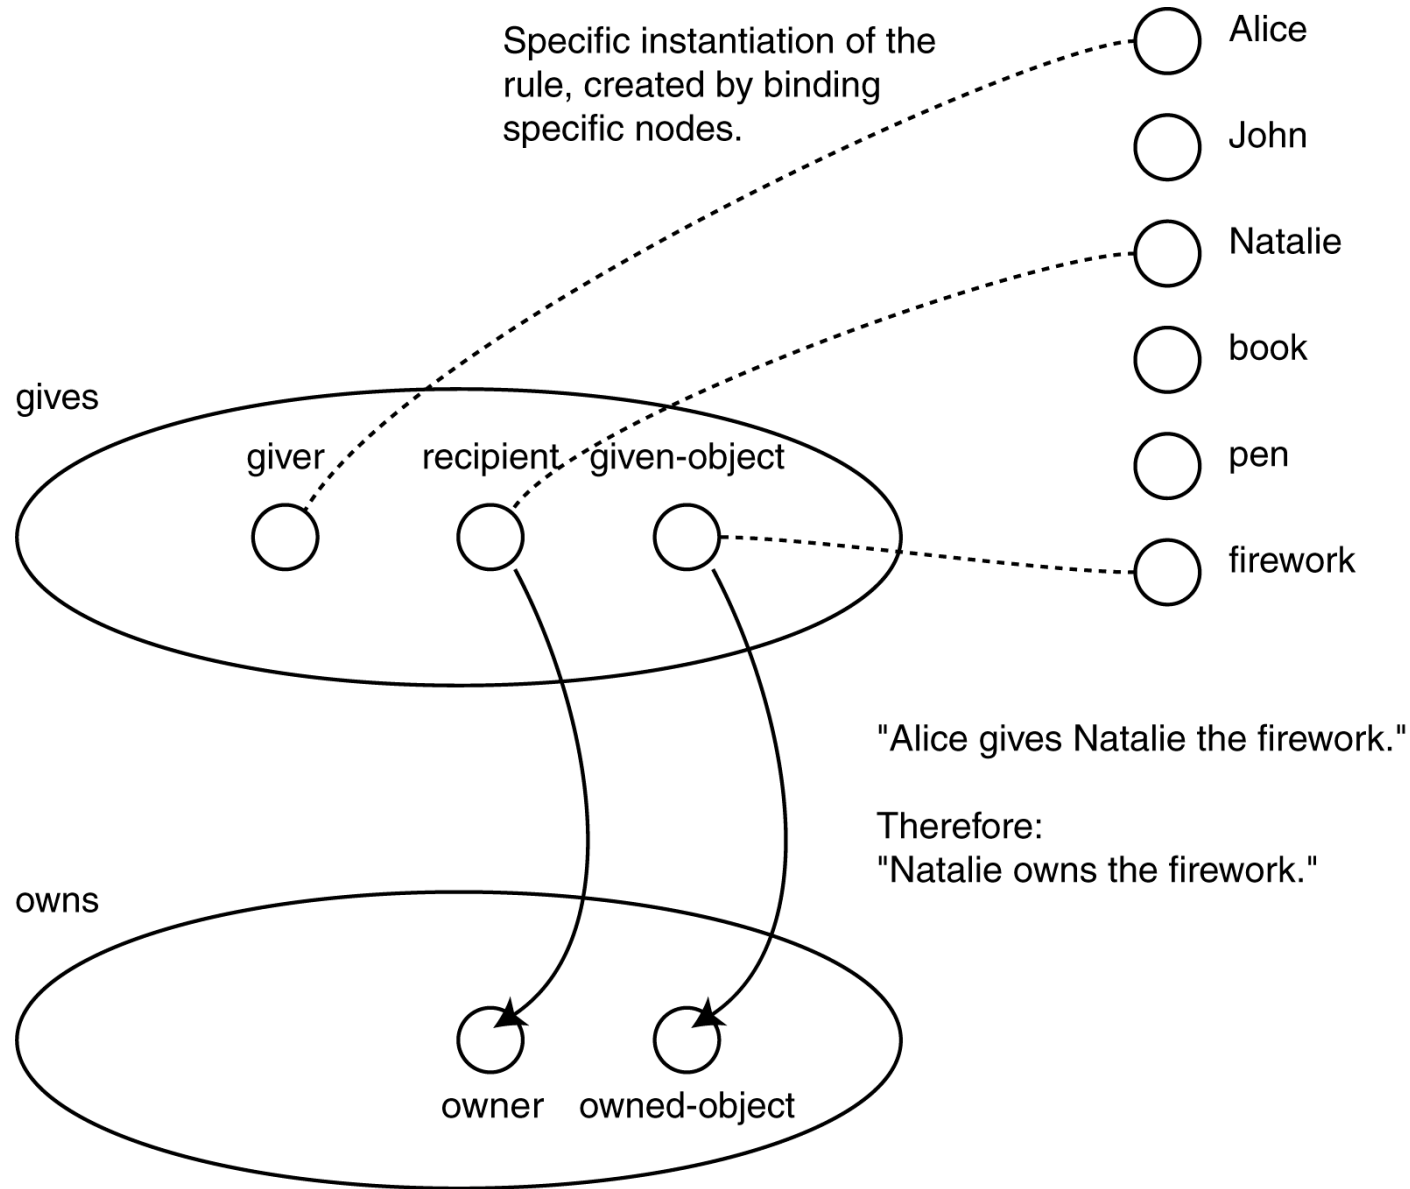 Specific instantiation of the
rule, created by binding
specific nodes.
Alice
John
Natalie
book
pen
firework
gives
giver
recipient
given-object
"Alice gives Natalie the firework."
Therefore:
"Natalie owns the firework."
owns
owner
owned-object